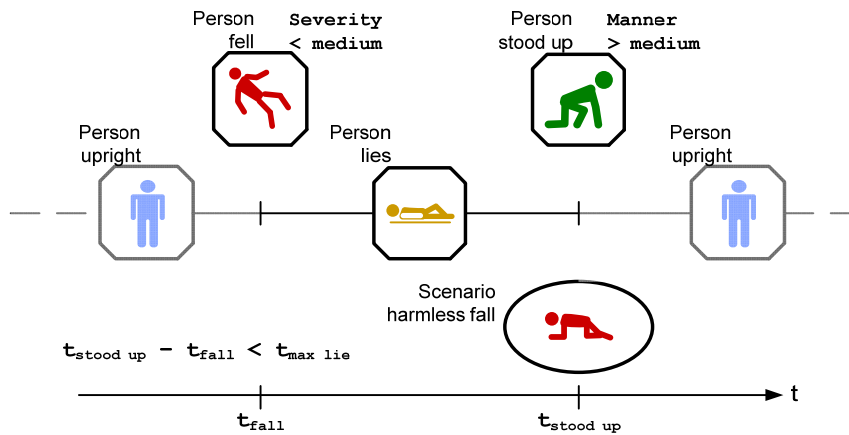 Person
fell
Severity
< medium
Person
stood up
Manner
> medium
Person
upright
Person
lies
Person
upright
Scenario
harmless fall
tstood up – tfall < tmax lie
t
tfall
tstood up